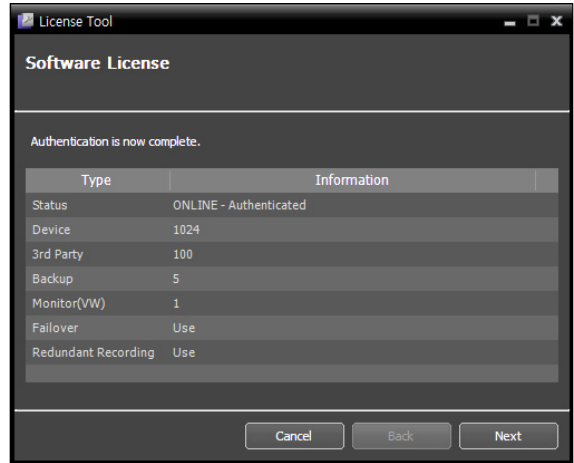 License Tool
Software License
Authentication is now complete.
Type Information
Status ONLINE - Authenticated
Device 1024
3rd Party 100
Backup 5
Monitor(VW) 1
Failover Use
Redundant Recording Use
Cancel Back Next